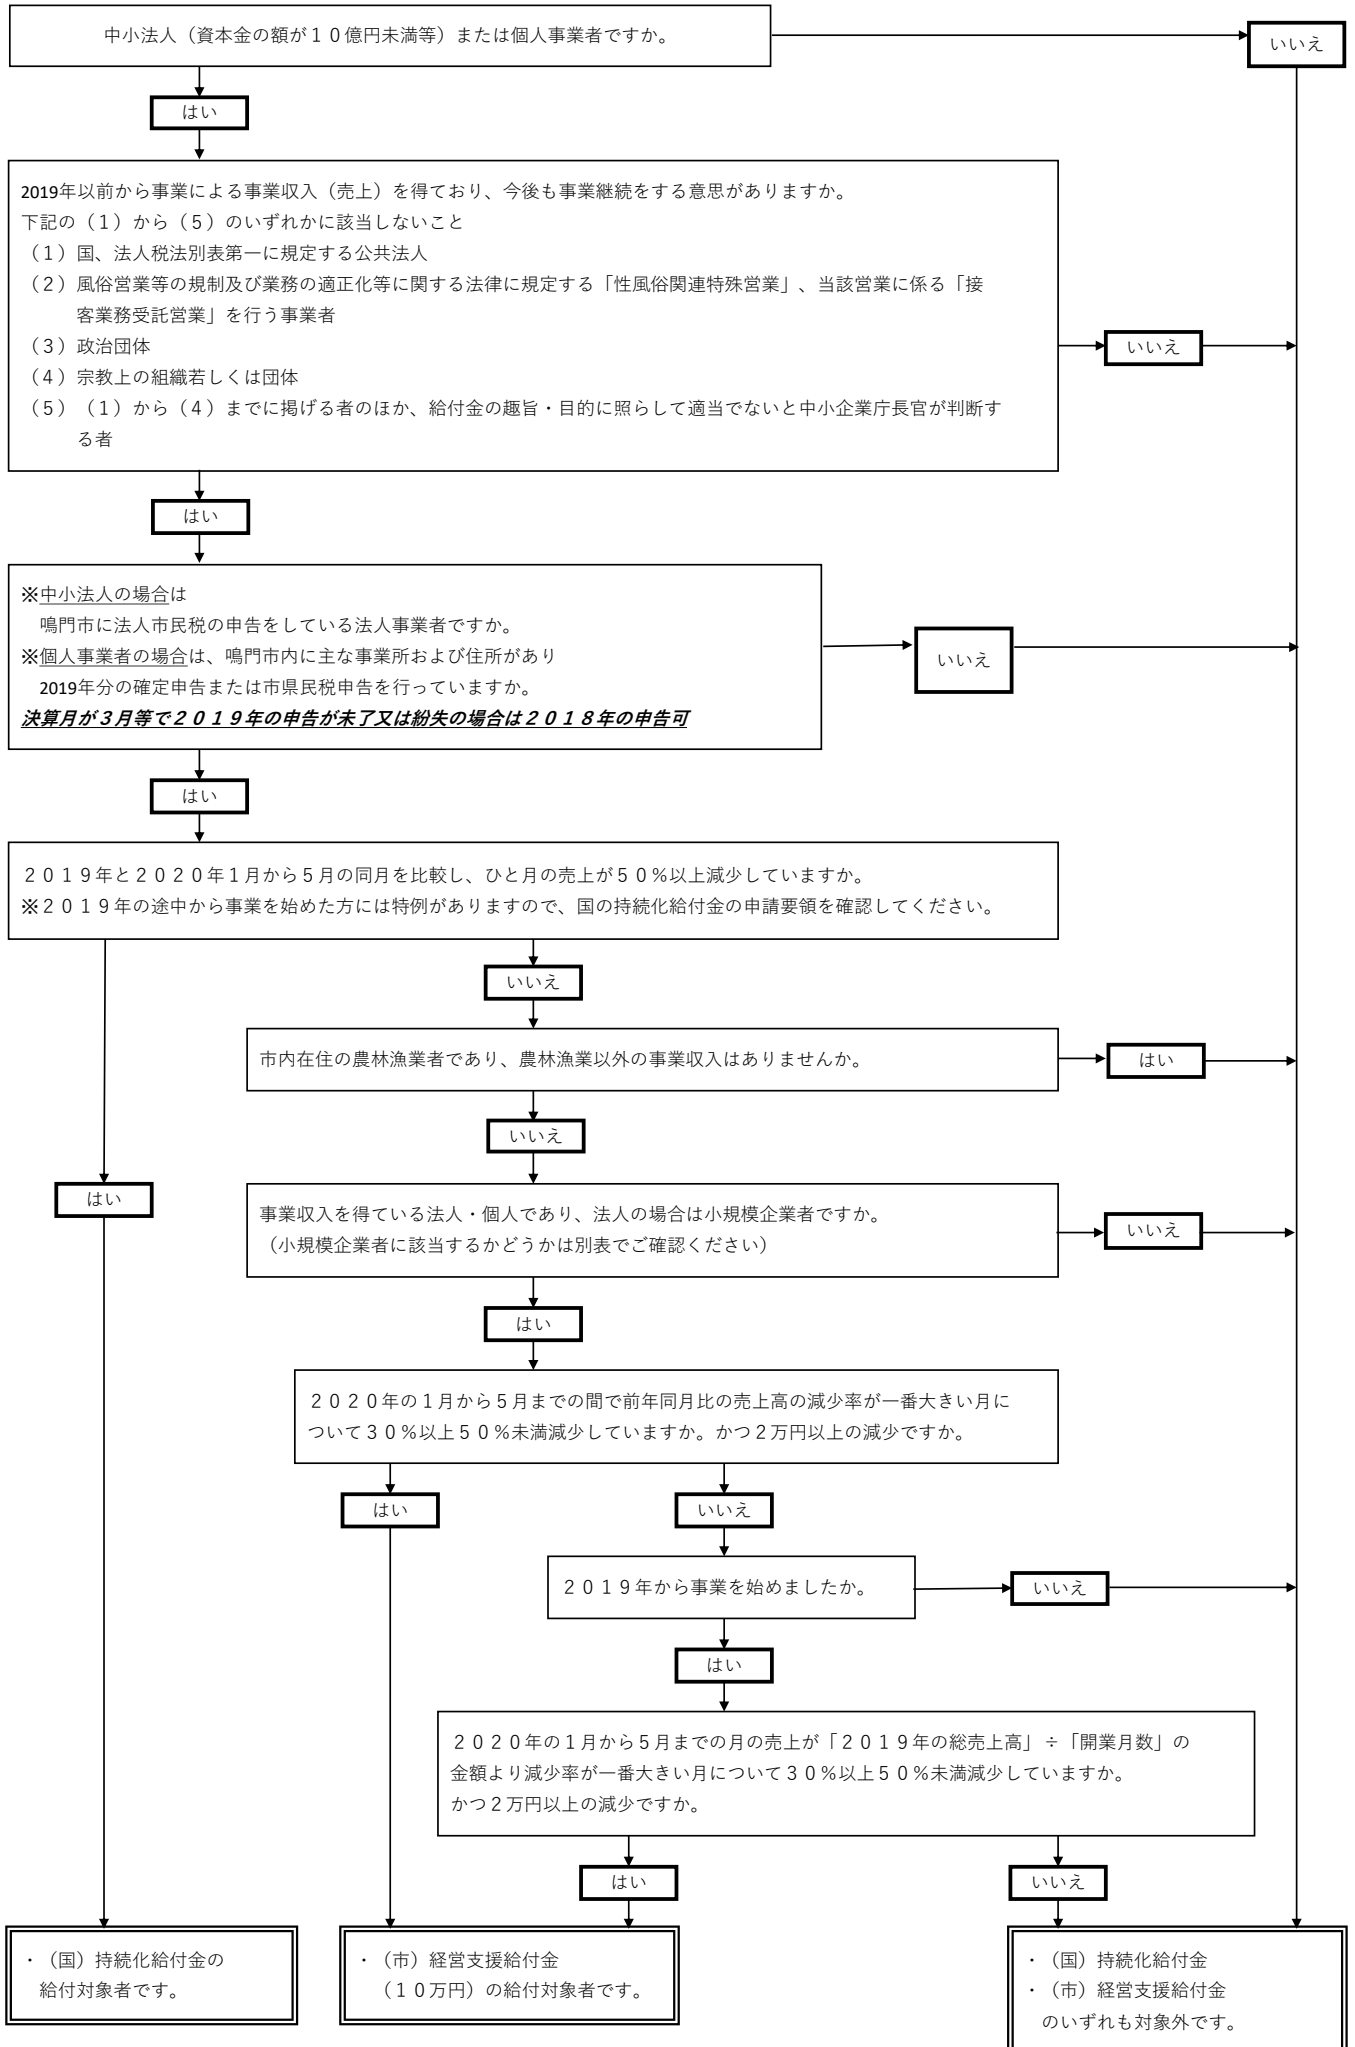 中小法人（資本金の額が１０億円未満等）または個人事業者ですか。
いいえ
はい
2019年以前から事業による事業収入（売上）を得ており、今後も事業継続をする意思がありますか。
下記の（１）から（５）のいずれかに該当しないこと
（１）国、法人税法別表第一に規定する公共法人
（２）風俗営業等の規制及び業務の適正化等に関する法律に規定する「性風俗関連特殊営業」、当該営業に係る「接
客業務受託営業」を行う事業者
（３）政治団体
（４）宗教上の組織若しくは団体
（５）（１）から（４）までに掲げる者のほか、給付金の趣旨・目的に照らして適当でないと中小企業庁長官が判断す
る者
いいえ
はい
※中小法人の場合は
鳴門市に法人市民税の申告をしている法人事業者ですか。
※個人事業者の場合は、鳴門市内に主な事業所および住所があり
2019年分の確定申告または市県民税申告を行っていますか。
決算月が３月等で２０１９年の申告が未了又は紛失の場合は２０１８年の申告可
いいえ
はい
２０１９年と２０２０年１月から５月の同月を比較し、ひと月の売上が５０％以上減少していますか。
※２０１９年の途中から事業を始めた方には特例がありますので、国の持続化給付金の申請要領を確認してください。
いいえ
市内在住の農林漁業者であり、農林漁業以外の事業収入はありませんか。
はい
いいえ
はい
事業収入を得ている法人・個人であり、法人の場合は小規模企業者ですか。
（小規模企業者に該当するかどうかは別表でご確認ください）
いいえ
はい
２０２０年の１月から５月までの間で前年同月比の売上高の減少率が一番大きい月に
ついて３０％以上５０％未満減少していますか。かつ２万円以上の減少ですか。
はい
いいえ
２０１９年から事業を始めましたか。
いいえ
はい
２０２０年の１月から５月までの月の売上が「２０１９年の総売上高」÷「開業月数」の
金額より減少率が一番大きい月について３０％以上５０％未満減少していますか。
かつ２万円以上の減少ですか。
はい
いいえ
・（国）持続化給付金の
給付対象者です。
・（市）経営支援給付金
（１０万円）の給付対象者です。
・（国）持続化給付金
・（市）経営支援給付金
のいずれも対象外です。